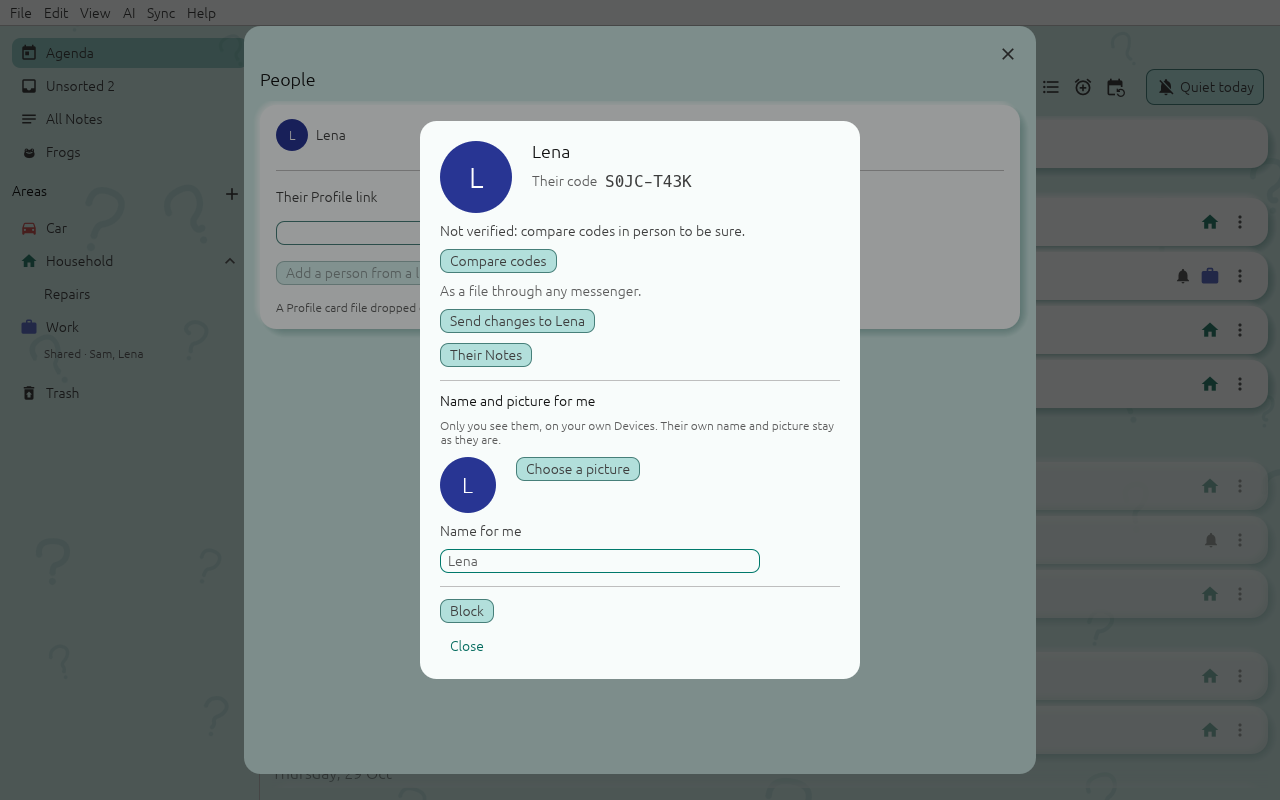 File Edit View AI Sync Help
Agenda
Unsorted 2
All Notes
Frogs
Areas
Car
Household
Repairs
Work
Shared · Sam, Lena
Trash
Quiet today
People
L Lena
Their Profile link
Add a person from a l
A Profile card file dropped
L
Lena
Their code S0JC-T43K
Not verified: compare codes in person to be sure.
Compare codes
As a file through any messenger.
Send changes to Lena
Their Notes
Name and picture for me
Only you see them, on your own Devices. Their own name and picture stay
as they are.
L
Choose a picture
Name for me
Lena
Block
Close
Thursday, 29 Oct